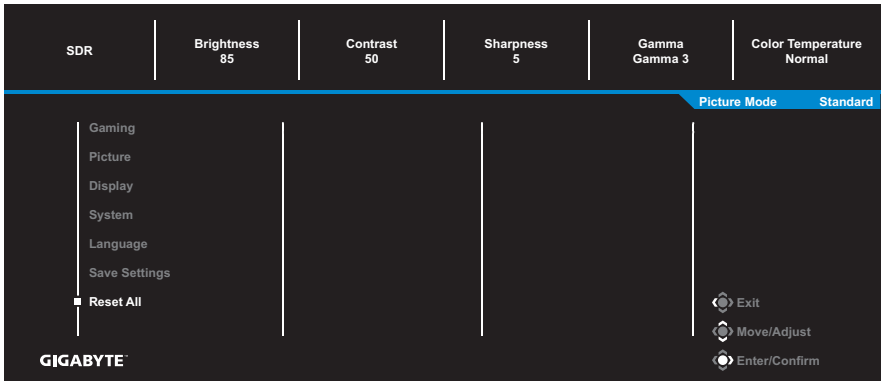 SDR
Brightness
85
Contrast
50
Sharpness
5
Gamma
Gamma 3
Color Temperature
Normal
Picture Mode Standard
Gaming
Picture
Display
System
Language
Save Settings
Reset All
Exit
Move/Adjust
Enter/Confirm
GIGABYTE™